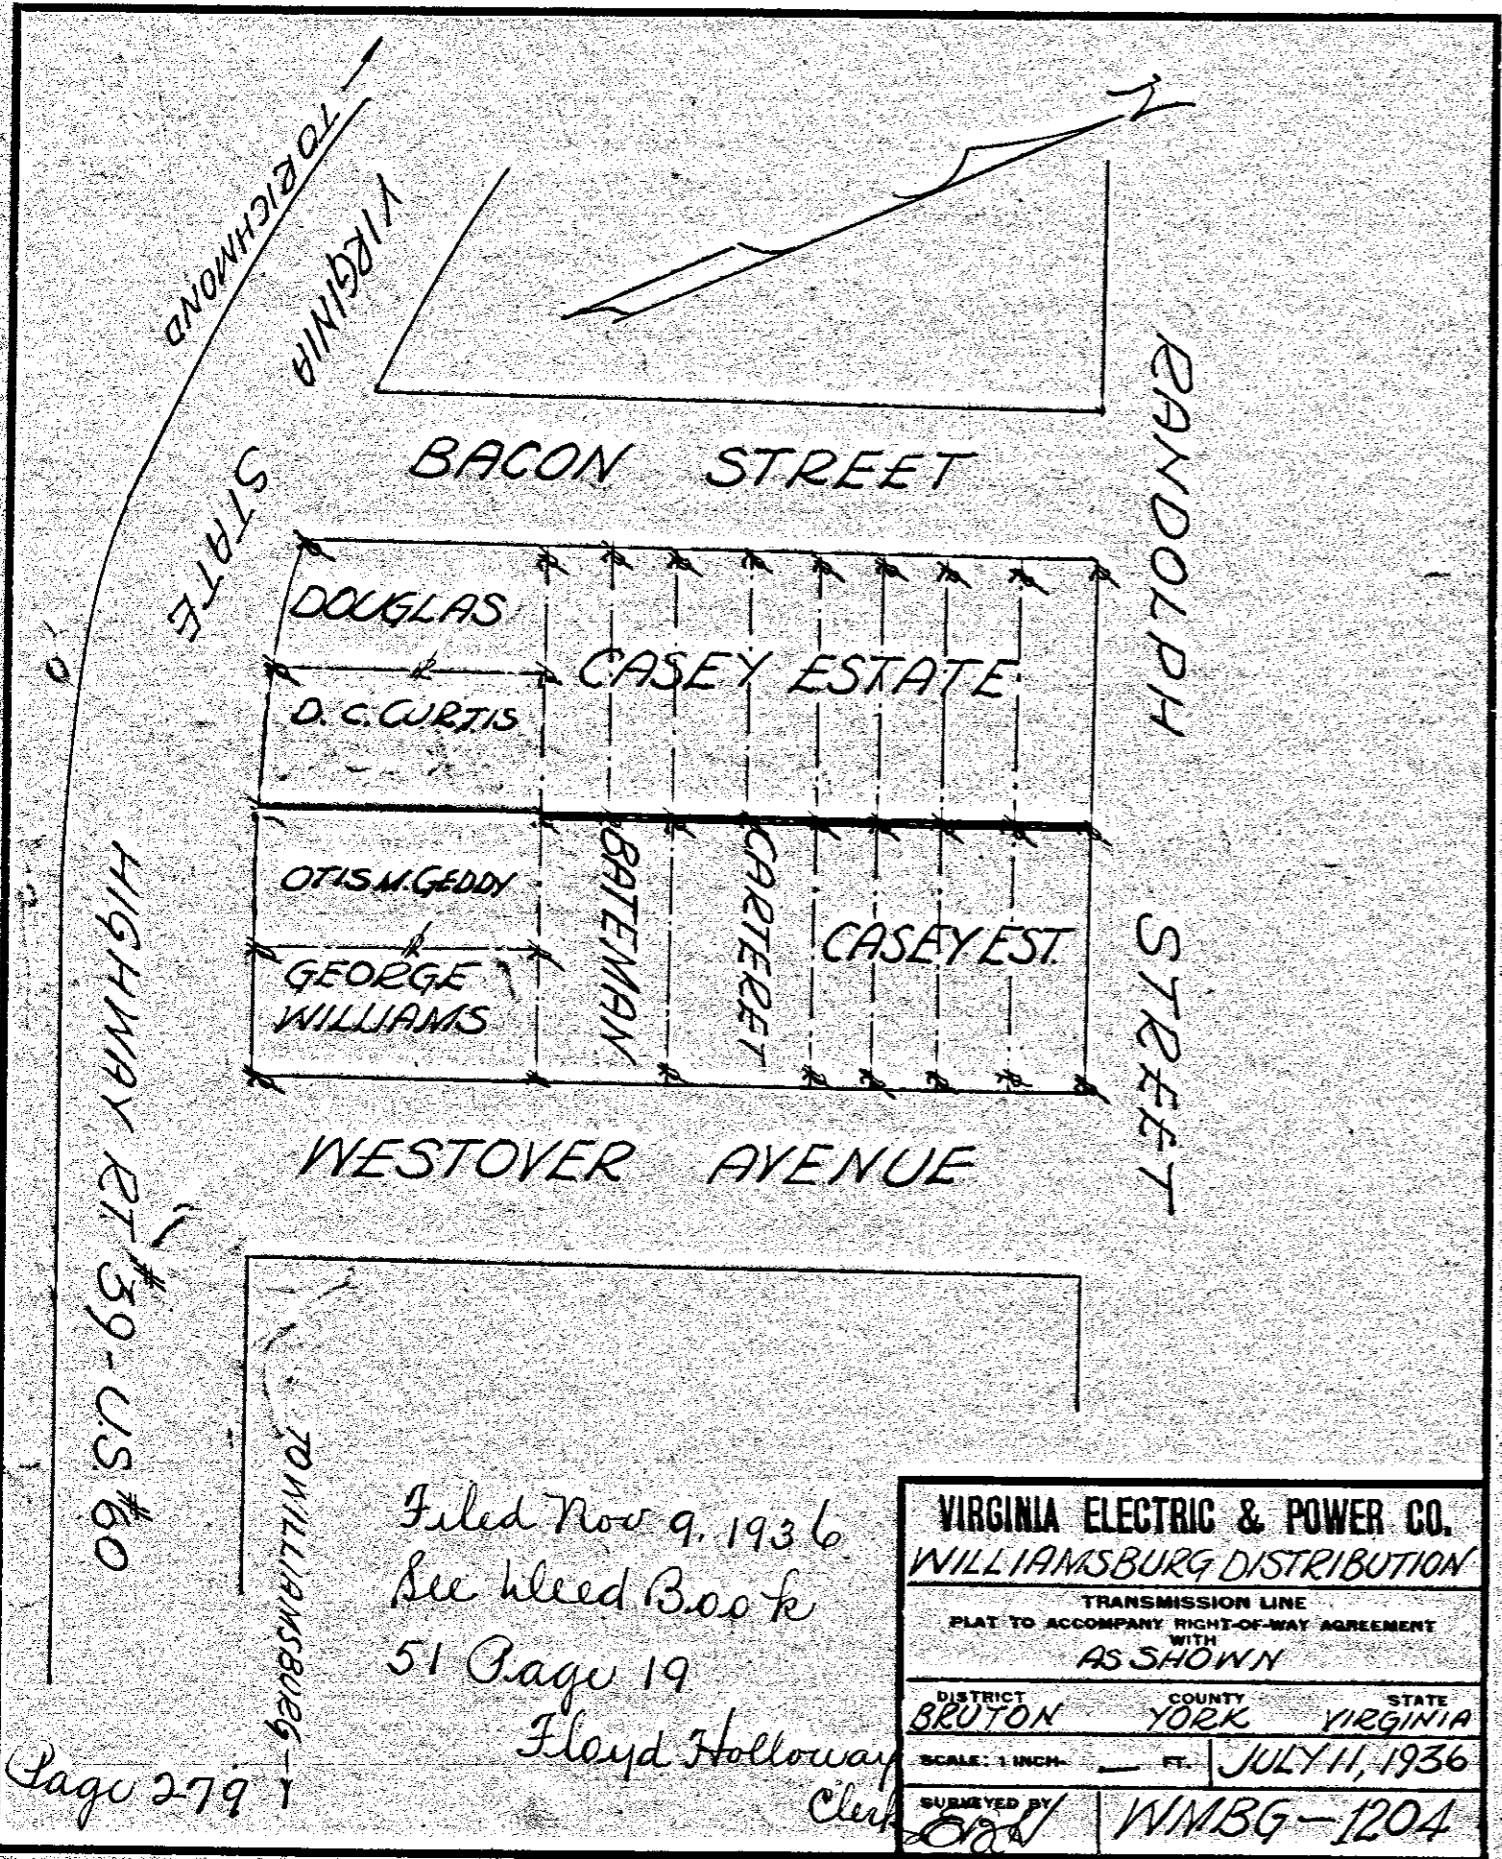 TO RICHMOND
VIRGINIA
STATE
HIGHWAY RT #39-U.S. #60
BACON STREET
RANDOLPH
STREET
DOUGLAS
D. C. CURTIS
CASEY ESTATE
OTIS M. GEDDY
GEORGE
WILLIAMS
BATEMAN
CARTERET
CASEY EST.
WESTOVER AVENUE
TO WILLIAMSBURG
Filed Nov 9, 1936
See Deed Book
51 Page 19
Floyd Holloway
Clerk
Page 279
VIRGINIA ELECTRIC & POWER CO.
WILLIAMSBURG DISTRIBUTION
TRANSMISSION LINE
PLAT TO ACCOMPANY RIGHT-OF-WAY AGREEMENT
WITH
AS SHOWN
DISTRICT COUNTY STATE
BRUTON YORK VIRGINIA
SCALE: 1 INCH= — FT. JULY 11, 1936
SURVEYED BY
WMBG-1204